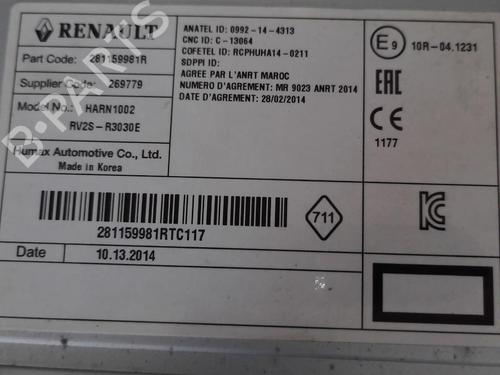 RENAULT
Part Code: 281159981R
Supplier Code: 269779
Model No.: HARN1002
RV2S-R3030E
Humax Automotive Co., Ltd.
Made in Korea
ANATEL ID: 0992-14-4313
CNC ID: C-13064
COFETEL ID: RCPHUHA14-0211
SDPPI ID:
AGREE PAR L'ANRT MAROC
NUMERO D'AGREMENT: MR 9023 ANRT 2014
DATE D'AGREMENT: 28/02/2014
E9 10R-04.1231
EAC
CE
1177
281159981RTC117
711
Date 10.13.2014
B-PARTS